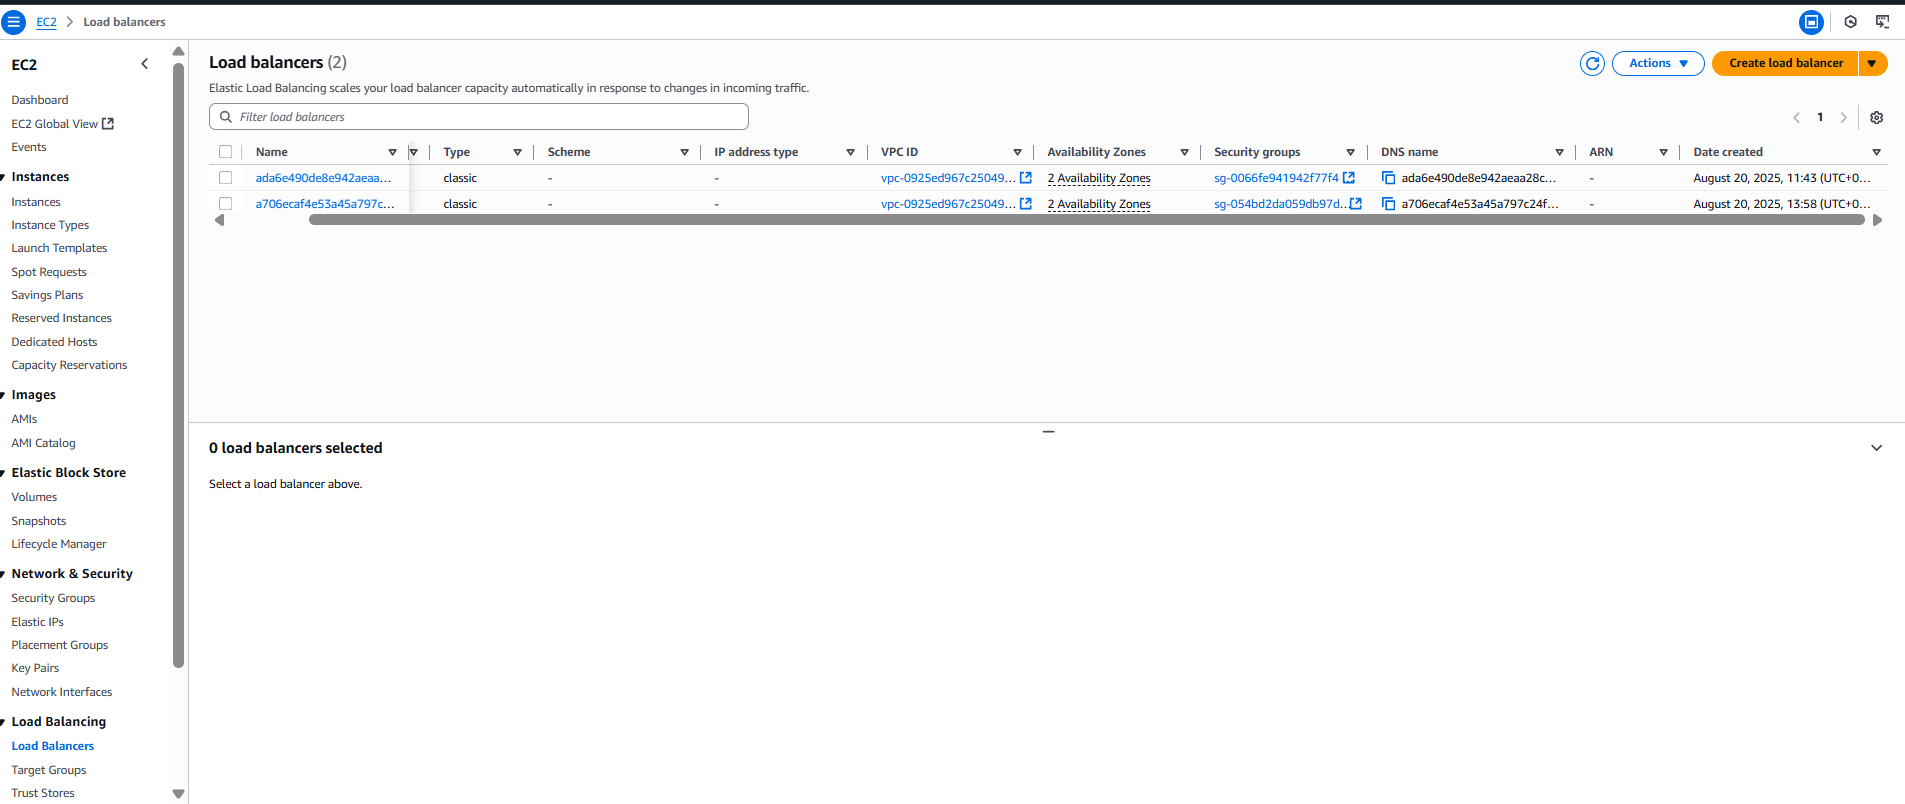 EC2 > Load balancers
EC2
Dashboard
EC2 Global View
Events
Instances
Instances
Instance Types
Launch Templates
Spot Requests
Savings Plans
Reserved Instances
Dedicated Hosts
Capacity Reservations
Images
AMIs
AMI Catalog
Elastic Block Store
Volumes
Snapshots
Lifecycle Manager
Network & Security
Security Groups
Elastic IPs
Placement Groups
Key Pairs
Network Interfaces
Load Balancing
Load Balancers
Target Groups
Trust Stores
Load balancers (2)
Actions
Create load balancer
Elastic Load Balancing scales your load balancer capacity automatically in response to changes in incoming traffic.
Filter load balancers
1
Name Type Scheme IP address type VPC ID Availability Zones Security groups DNS name ARN Date created
ada6e490de8e942aeaa... classic - - vpc-0925ed967c25049... 2 Availability Zones sg-0066fe941942f77f4 ada6e490de8e942aeaa28c... - August 20, 2025, 11:43 (UTC+0...
a706ecaf4e53a45a797c... classic - - vpc-0925ed967c25049... 2 Availability Zones sg-054bd2da059db97d... a706ecaf4e53a45a797c24f... - August 20, 2025, 13:58 (UTC+0...
0 load balancers selected
Select a load balancer above.